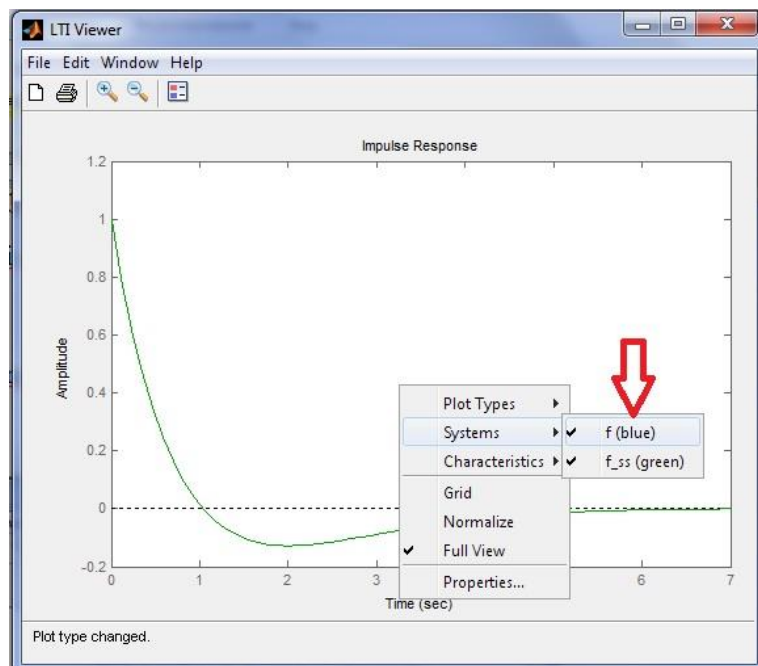 LTI Viewer
File Edit Window Help
Impulse Response
Amplitude
1.2
1
0.8
0.6
0.4
0.2
0
-0.2
0 1 2 3 6 7
Time (sec)
Plot Types
Systems
Characteristics
Grid
Normalize
Full View
Properties...
f (blue)
f_ss (green)
Plot type changed.